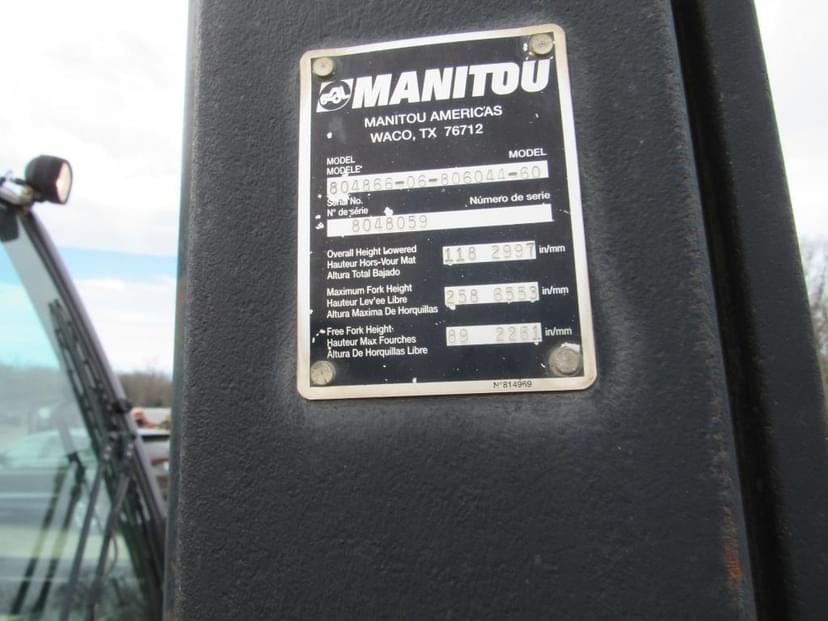 MANITOU
MANITOU AMERICAS
WACO, TX 76712
MODEL MODEL
MODELE
804866-06-806044-60
Serial No. Número de serie
N° de série
8048059
Overall Height Lowered
Hauteur Hors-Vour Mat
Altura Total Bajado
118 2997 in/mm
Maximum Fork Height
Hauteur Lev'ee Libre
Altura Maxima De Horquillas
258 6553 in/mm
Free Fork Height
Hauteur Max Fourches
Altura De Horquillas Libre
89 2261 in/mm
N°814969